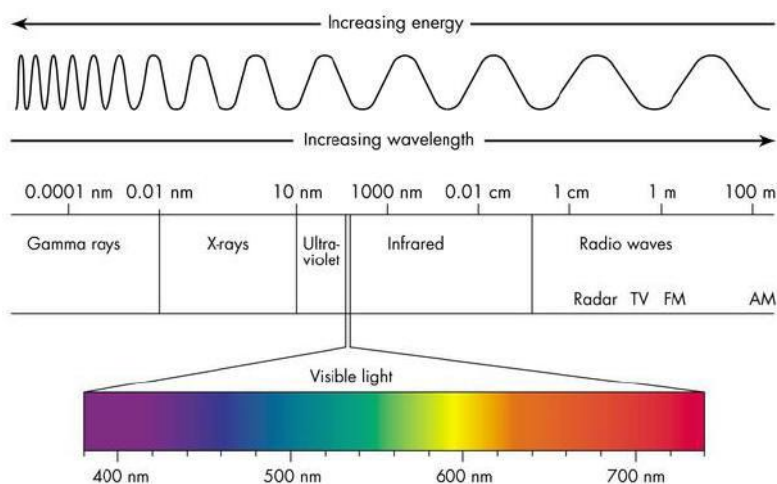 Increasing energy
Increasing wavelength
0.0001 nm 0.01 nm 10 nm 1000 nm 0.01 cm 1 cm 1 m 100 m
Gamma rays X-rays Ultra-
violet Infrared Radio waves
Radar TV FM AM
Visible light
400 nm 500 nm 600 nm 700 nm